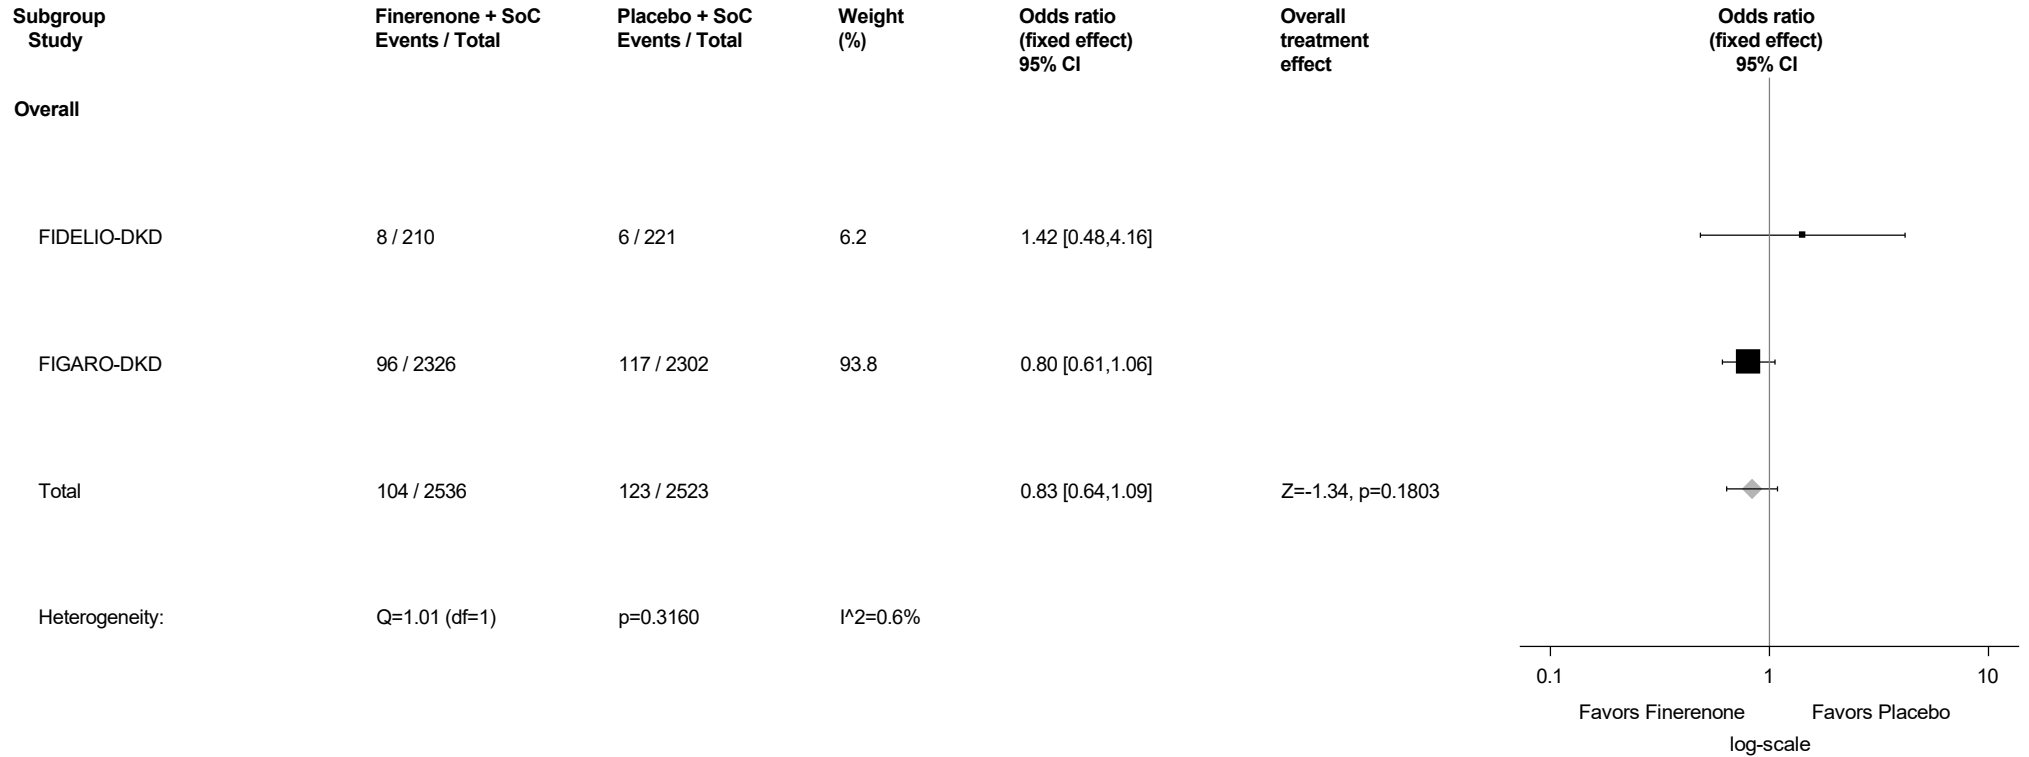 Subgroup Finerenone + SoC Placebo + SoC Weight Odds ratio Overall Odds ratio
Study Events / Total Events / Total (%) (fixed effect) treatment (fixed effect)
95% CI effect 95% CI
Overall
FIDELIO-DKD 8 / 210 6 / 221 6.2 1.42 [0.48,4.16]
FIGARO-DKD 96 / 2326 117 / 2302 93.8 0.80 [0.61,1.06]
Total 104 / 2536 123 / 2523 0.83 [0.64,1.09] Z=-1.34, p=0.1803
Heterogeneity: Q=1.01 (df=1) p=0.3160 I^2=0.6%
0.1 1 10
Favors Finerenone Favors Placebo
log-scale